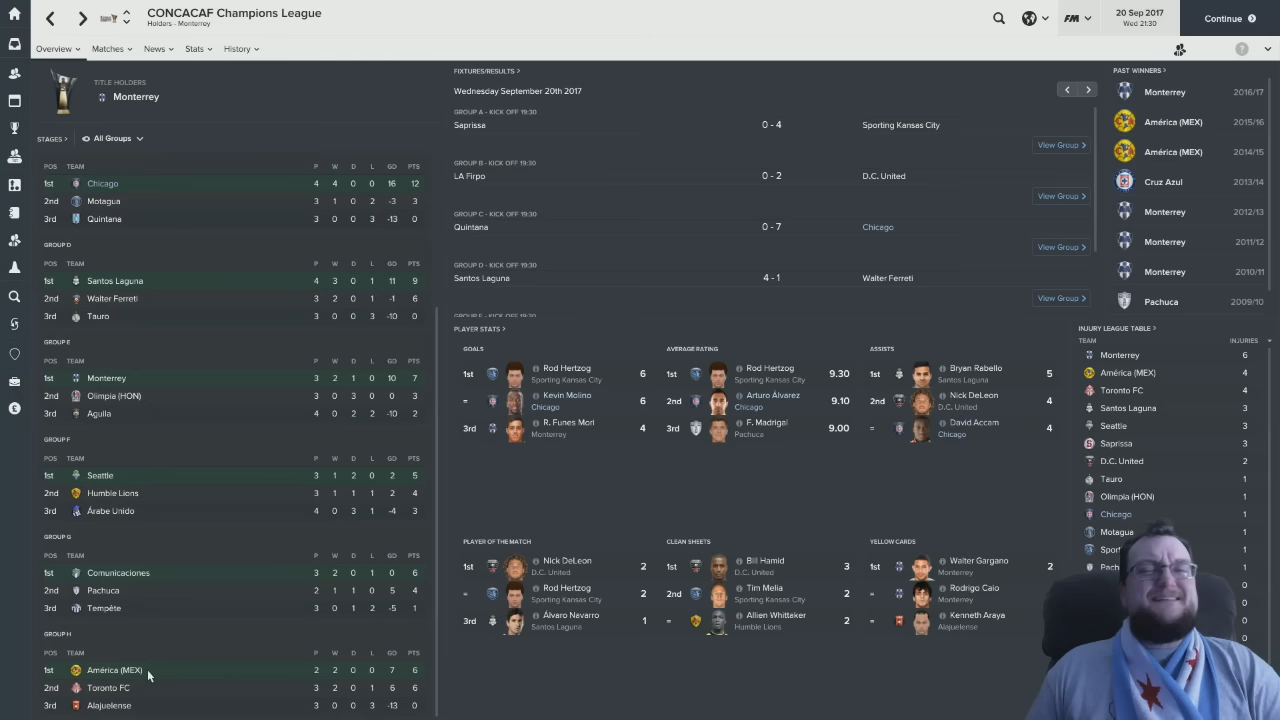 CONCACAF Champions League
Holders - Monterrey
FM
20 Sep 2017
Wed 21:30
Continue
Overview Matches News Stats History
TITLE HOLDERS
Monterrey
STAGES > All Groups
POS TEAM P W D L GD PTS
1st Chicago 4 4 0 0 16 12
2nd Motagua 3 1 0 2 -3 3
3rd Quintana 3 0 0 3 -13 0
GROUP D
POS TEAM P W D L GD PTS
1st Santos Laguna 4 3 0 1 11 9
2nd Walter Ferreti 3 2 0 1 -1 6
3rd Tauro 3 0 0 3 -10 0
GROUP E
POS TEAM P W D L GD PTS
1st Monterrey 3 2 1 0 10 7
2nd Olimpia (HON) 3 0 3 0 0 3
3rd Aguila 4 0 2 2 -10 2
GROUP F
POS TEAM P W D L GD PTS
1st Seattle 3 1 2 0 2 5
2nd Humble Lions 3 1 1 1 2 4
3rd Árabe Unido 4 0 3 1 -4 3
GROUP G
POS TEAM P W D L GD PTS
1st Comunicaciones 3 2 0 1 0 6
2nd Pachuca 2 1 1 0 5 4
3rd Tempête 3 0 1 2 -5 1
GROUP H
POS TEAM P W D L GD PTS
1st América (MEX) 2 2 0 0 7 6
2nd Toronto FC 3 2 0 1 6 6
3rd Alajuelense 3 0 0 3 -13 0
FIXTURES/RESULTS >
Wednesday September 20th 2017
GROUP A - KICK OFF 19:30
Saprissa 0 - 4 Sporting Kansas City
View Group >
GROUP B - KICK OFF 19:30
LA Firpo 0 - 2 D.C. United
View Group >
GROUP C - KICK OFF 19:30
Quintana 0 - 7 Chicago
View Group >
GROUP D - KICK OFF 19:30
Santos Laguna 4 - 1 Walter Ferreti
View Group >
GROUP E - KICK OFF 19:30
PLAYER STATS >
GOALS
1st Rod Hertzog 6
Sporting Kansas City
= Kevin Molino 6
Chicago
3rd R. Funes Mori 4
Monterrey
AVERAGE RATING
1st Rod Hertzog 9.30
Sporting Kansas City
2nd Arturo Álvarez 9.10
Chicago
3rd F. Madrigal 9.00
Pachuca
ASSISTS
1st Bryan Rabello 5
Santos Laguna
2nd Nick DeLeon 4
D.C. United
= David Accam 4
Chicago
PLAYER OF THE MATCH
1st Nick DeLeon 2
D.C. United
= Rod Hertzog 2
Sporting Kansas City
3rd Álvaro Navarro 1
Santos Laguna
CLEAN SHEETS
1st Bill Hamid 3
D.C. United
2nd Tim Melia 2
Sporting Kansas City
= Allien Whittaker 2
Humble Lions
YELLOW CARDS
1st Walter Gargano 2
Monterrey
= Rodrigo Caio
Monterrey
= Kenneth Araya
Alajuelense
PAST WINNERS >
Monterrey 2016/17
América (MEX) 2015/16
América (MEX) 2014/15
Cruz Azul 2013/14
Monterrey 2012/13
Monterrey 2011/12
Monterrey 2010/11
Pachuca 2009/10
INJURY LEAGUE TABLE >
TEAM INJURIES
Monterrey 6
América (MEX) 4
Toronto FC 4
Santos Laguna 3
Seattle 3
Saprissa 3
D.C. United 2
Tauro 1
Olimpia (HON) 1
Chicago 1
Motagua 1
1
1
0
0
0
0